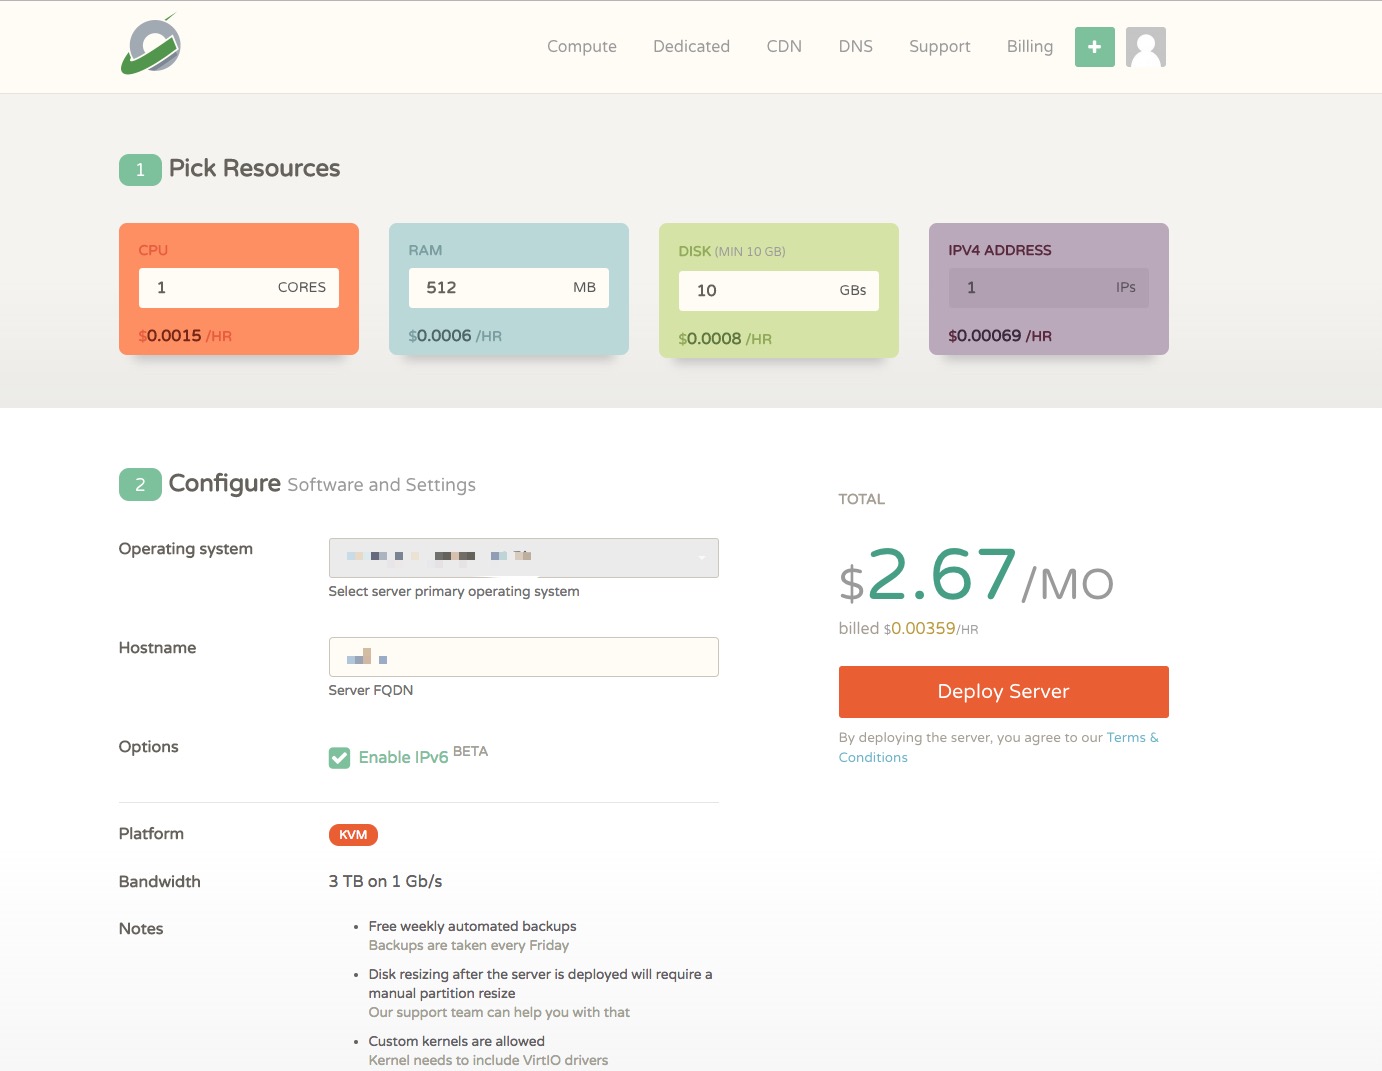 Compute Dedicated CDN DNS Support Billing +
1 Pick Resources
CPU
1 CORES
$0.0015 /HR
RAM
512 MB
$0.0006 /HR
DISK (MIN 10 GB)
10 GBs
$0.0008 /HR
IPV4 ADDRESS
1 IPs
$0.00069 /HR
2 Configure Software and Settings
Operating system
Select server primary operating system
Hostname
Server FQDN
Options
Enable IPv6 BETA
Platform
KVM
Bandwidth
3 TB on 1 Gb/s
Notes
• Free weekly automated backups
Backups are taken every Friday
• Disk resizing after the server is deployed will require a
manual partition resize
Our support team can help you with that
• Custom kernels are allowed
Kernel needs to include VirtIO drivers
TOTAL
$2.67/MO
billed $0.00359/HR
Deploy Server
By deploying the server, you agree to our Terms &
Conditions